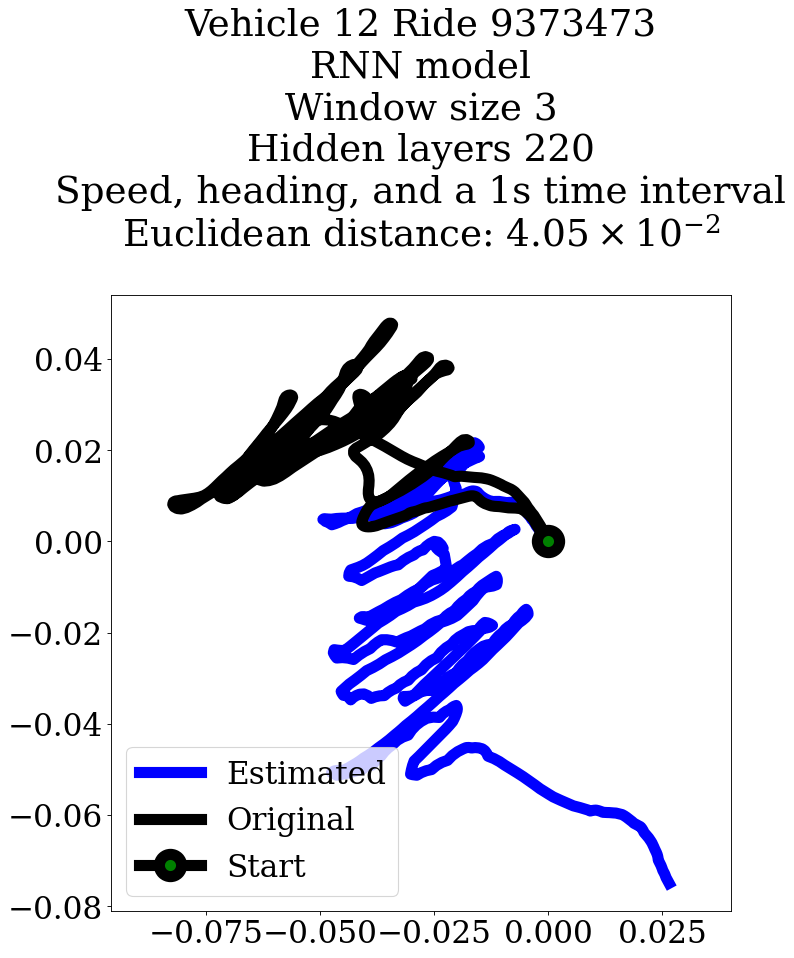 Vehicle 12 Ride 9373473
RNN model
Window size 3
Hidden layers 220
Speed, heading, and a 1s time interval
Euclidean distance: 4.05 × 10⁻²
0.04
0.02
0.00
−0.02
−0.04
−0.06
−0.08
Estimated
Original
Start
−0.075 −0.050 −0.025 0.000 0.025